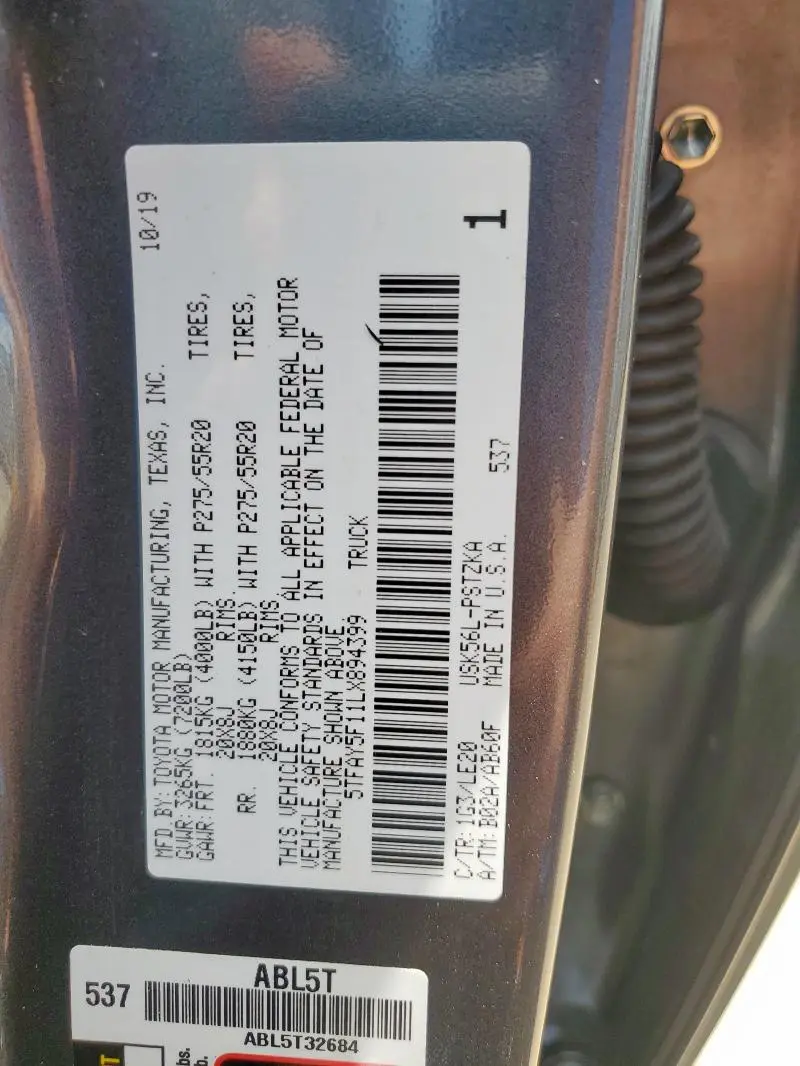 MFD.BY:TOYOTA MOTOR MANUFACTURING, TEXAS, INC. 10/19
GVWR:3265KG (7200LB)
GAWR:FRT. 1815KG (4000LB) WITH P275/55R20 TIRES,
20X8J RIMS.
RR. 1880KG (4150LB) WITH P275/55R20 TIRES,
20X8J RIMS.
THIS VEHICLE CONFORMS TO ALL APPLICABLE FEDERAL MOTOR
VEHICLE SAFETY STANDARDS IN EFFECT ON THE DATE OF
MANUFACTURE SHOWN ABOVE.
5TFAY5F11LX894399 TRUCK
1
C/TR:1G3/LE20 USK56L-PSTZKA 537
A/TM:B02A/AB60F MADE IN U.S.A.
ABL5T
537
ABL5T32684